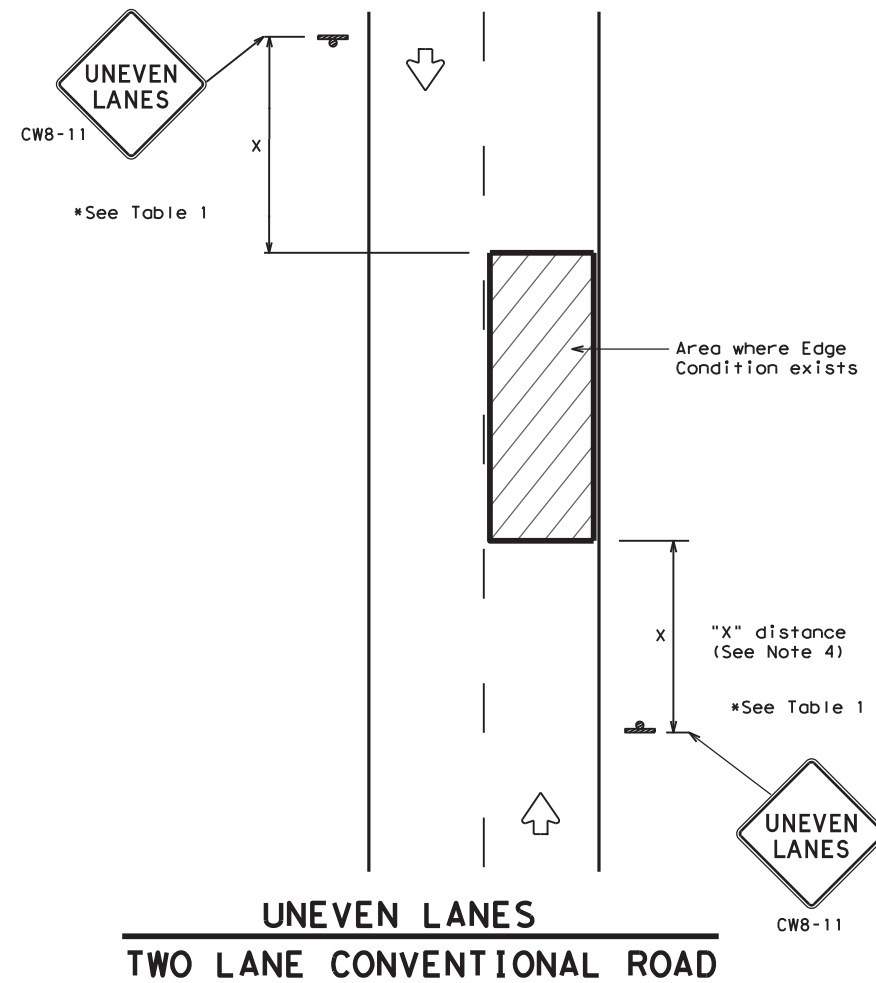 UNEVEN
LANES
CW8-11
X
*See Table 1
Area where Edge
Condition exists
X
"X" distance
(See Note 4)
*See Table 1
UNEVEN
LANES
CW8-11
UNEVEN LANES
TWO LANE CONVENTIONAL ROAD